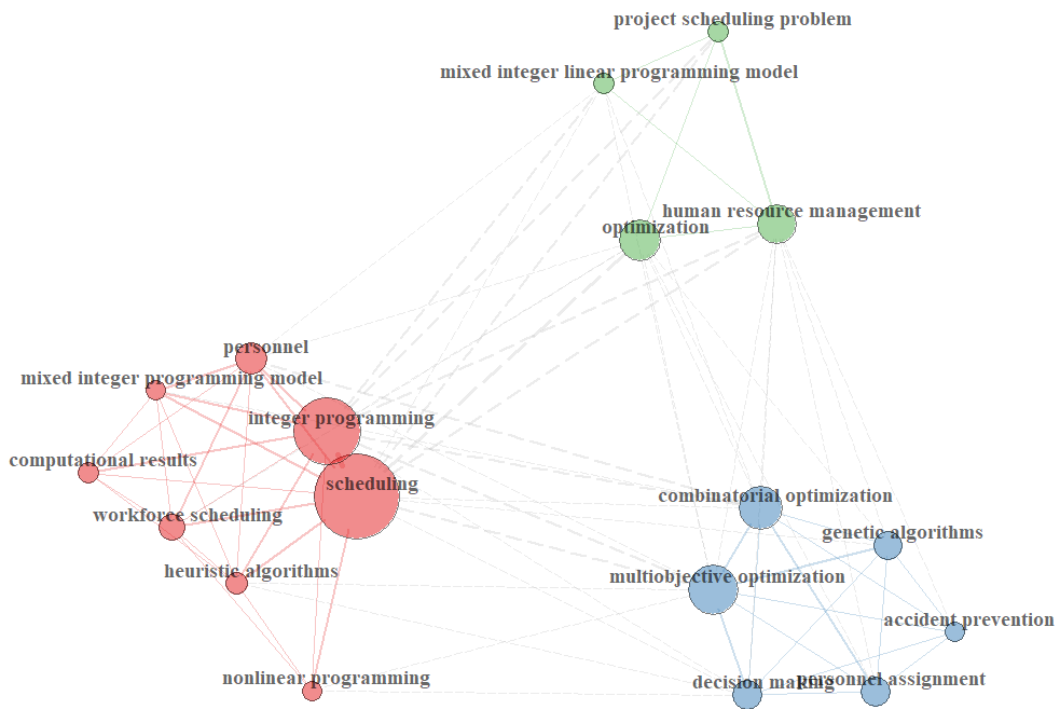 project scheduling problem
mixed integer linear programming model
human resource management
optimization
personnel
mixed integer programming model
integer programming
computational results
scheduling
workforce scheduling
combinatorial optimization
genetic algorithms
heuristic algorithms
multiobjective optimization
accident prevention
nonlinear programming
decision making
personnel assignment